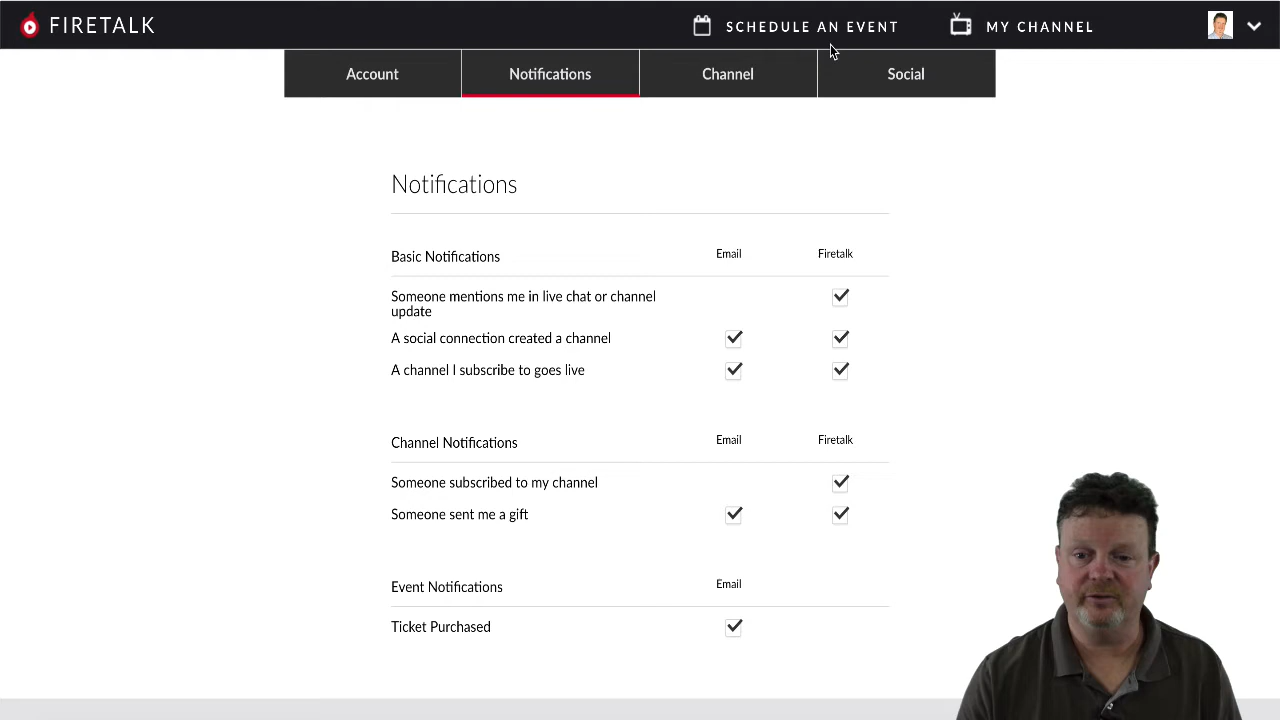 FIRETALK
SCHEDULE AN EVENT
MY CHANNEL
Account
Notifications
Channel
Social
Notifications
Basic Notifications
Email
Firetalk
Someone mentions me in live chat or channel
update
A social connection created a channel
A channel I subscribe to goes live
Channel Notifications
Email
Firetalk
Someone subscribed to my channel
Someone sent me a gift
Event Notifications
Email
Ticket Purchased